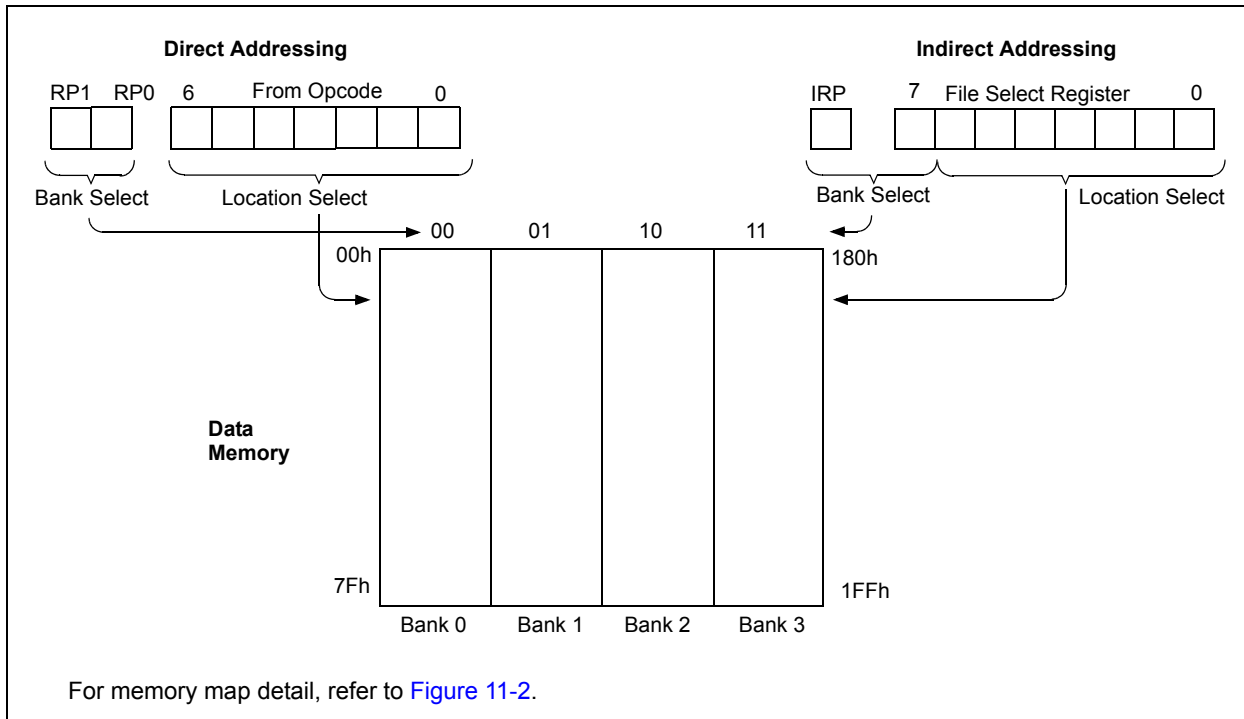 Direct Addressing
Indirect Addressing
RP1 RP0 6 From Opcode 0
IRP 7 File Select Register 0
Bank Select Location Select
Bank Select Location Select
00 01 10 11
00h
180h
Data
Memory
7Fh
1FFh
Bank 0 Bank 1 Bank 2 Bank 3
For memory map detail, refer to Figure 11-2.